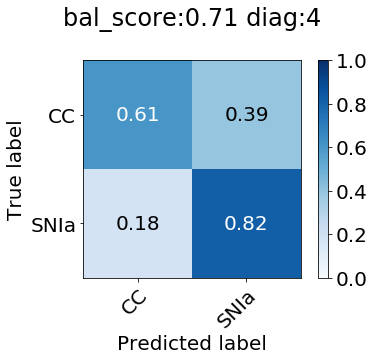 bal_score:0.71 diag:4
True label
CC
0.61
0.39
SNIa
0.18
0.82
CC
SNIa
Predicted label
1.0
0.8
0.6
0.4
0.2
0.0